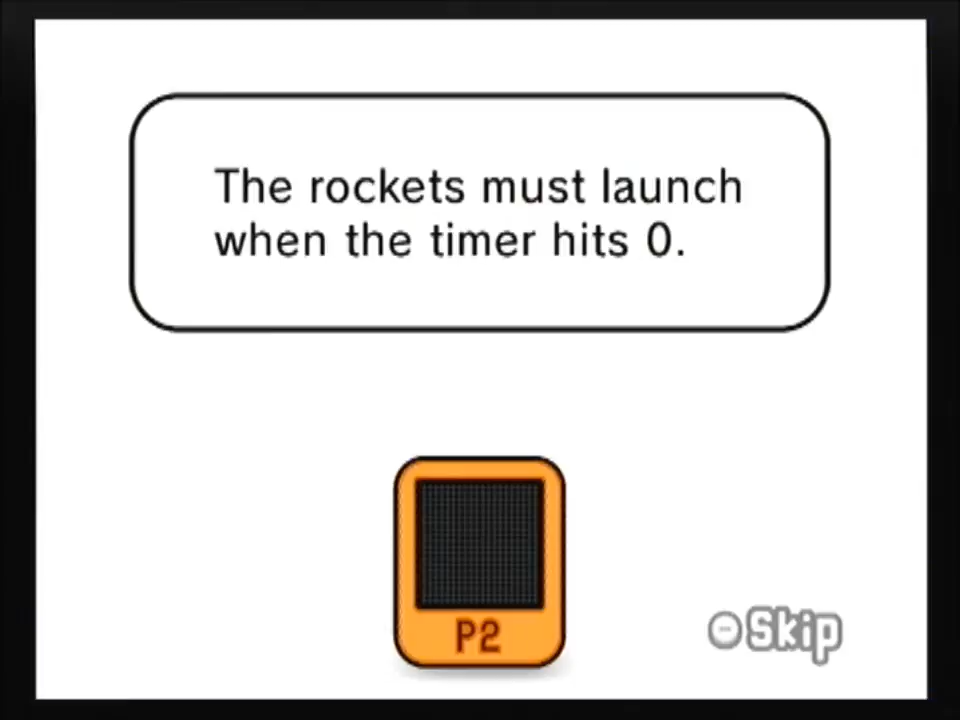 The rockets must launch
when the timer hits 0.
P2
Skip